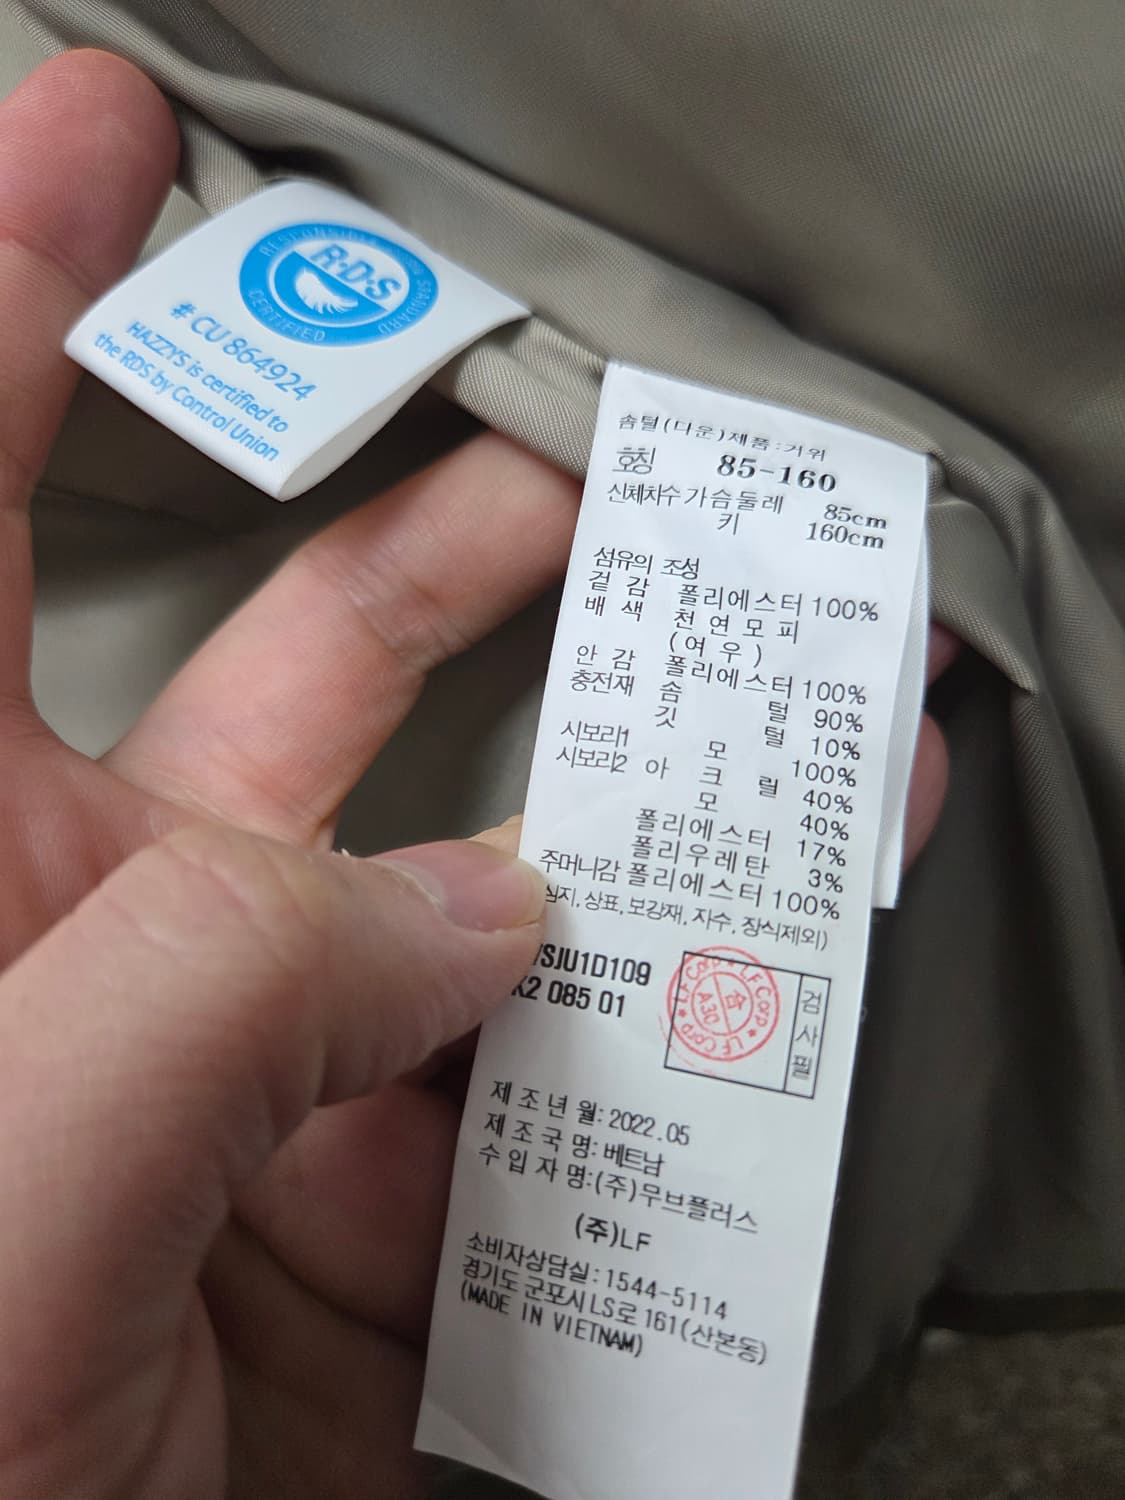 RESPONSIBLE DOWN STANDARD
R·D·S
CERTIFIED
# CU 864924
HAZZYS is certified to
the RDS by Control Union
솜털(다운)제품:거위
호칭 85-160
신체치수 가슴둘레 85cm
키 160cm
섬유의 조성
겉감 폴리에스터 100%
배색 천연모피
(여우)
안감 폴리에스터 100%
충전재 솜털 90%
깃털 10%
시보리1 모 100%
시보리2 아크릴 40%
모 40%
폴리에스터 17%
폴리우레탄 3%
주머니감 폴리에스터 100%
심지, 상표, 보강재, 자수, 장식제외)
SJU1D109
K2 085 01
LF Corp ★ LF Corp ★ LF Corp ★
합
A30
검사필
제조년월: 2022.05
제조국명: 베트남
수입자명:(주)무브플러스
(주)LF
소비자상담실:1544-5114
경기도 군포시 LS로 161(산본동)
(MADE IN VIETNAM)